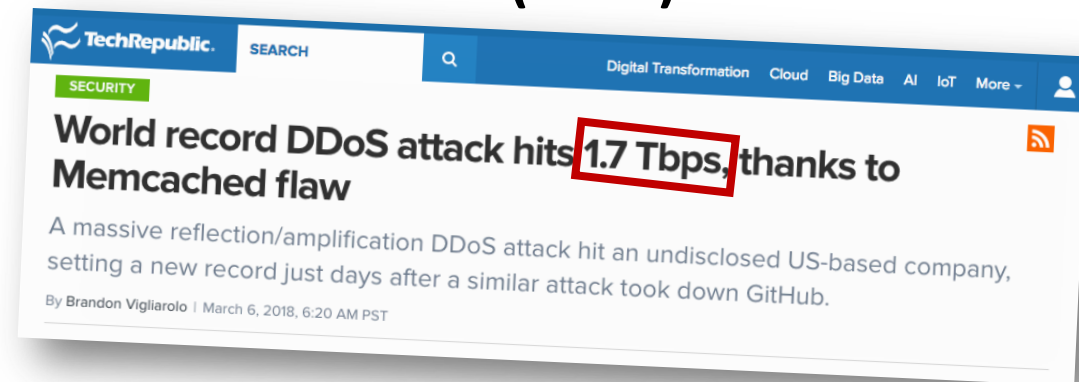 TechRepublic.
SEARCH
Digital Transformation Cloud Big Data AI IoT More
SECURITY
World record DDoS attack hits 1.7 Tbps, thanks to
Memcached flaw
A massive reflection/amplification DDoS attack hit an undisclosed US-based company,
setting a new record just days after a similar attack took down GitHub.
By Brandon Vigliarolo | March 6, 2018, 6:20 AM PST